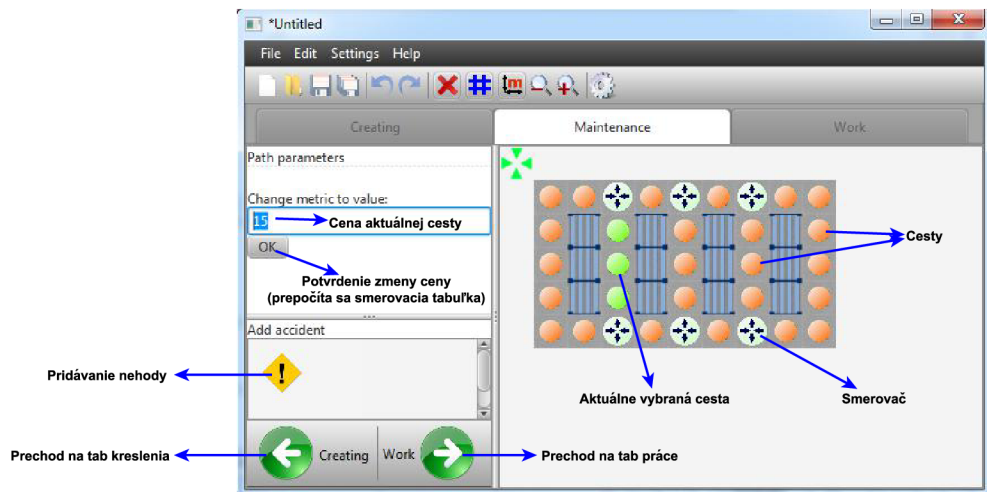 *Untitled
File Edit Settings Help
Creating
Maintenance
Work
Path parameters
Change metric to value:
15
Cena aktuálnej cesty
OK
Potvrdenie zmeny ceny
(prepočíta sa smerovacia tabuľka)
Cesty
Add accident
Pridávanie nehody
Aktuálne vybraná cesta
Smerovač
Prechod na tab kreslenia
Creating
Work
Prechod na tab práce